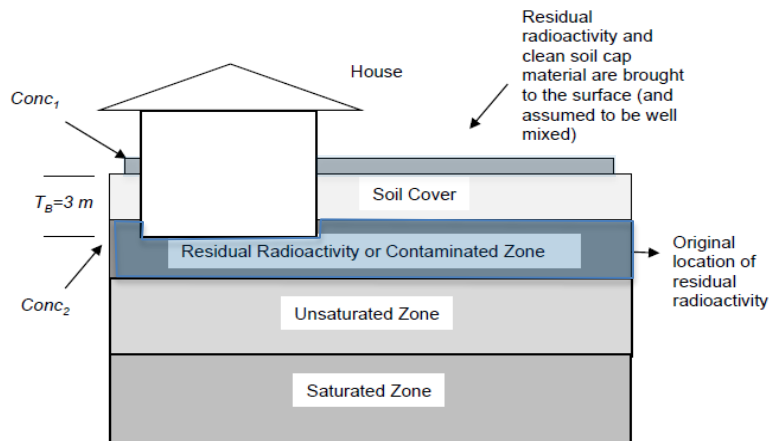 Residual
radioactivity and
clean soil cap
material are brought
to the surface (and
assumed to be well
mixed)
House
Conc1
Soil Cover
TB=3 m
Residual Radioactivity or Contaminated Zone
Original
location of
residual
radioactivity
Conc2
Unsaturated Zone
Saturated Zone